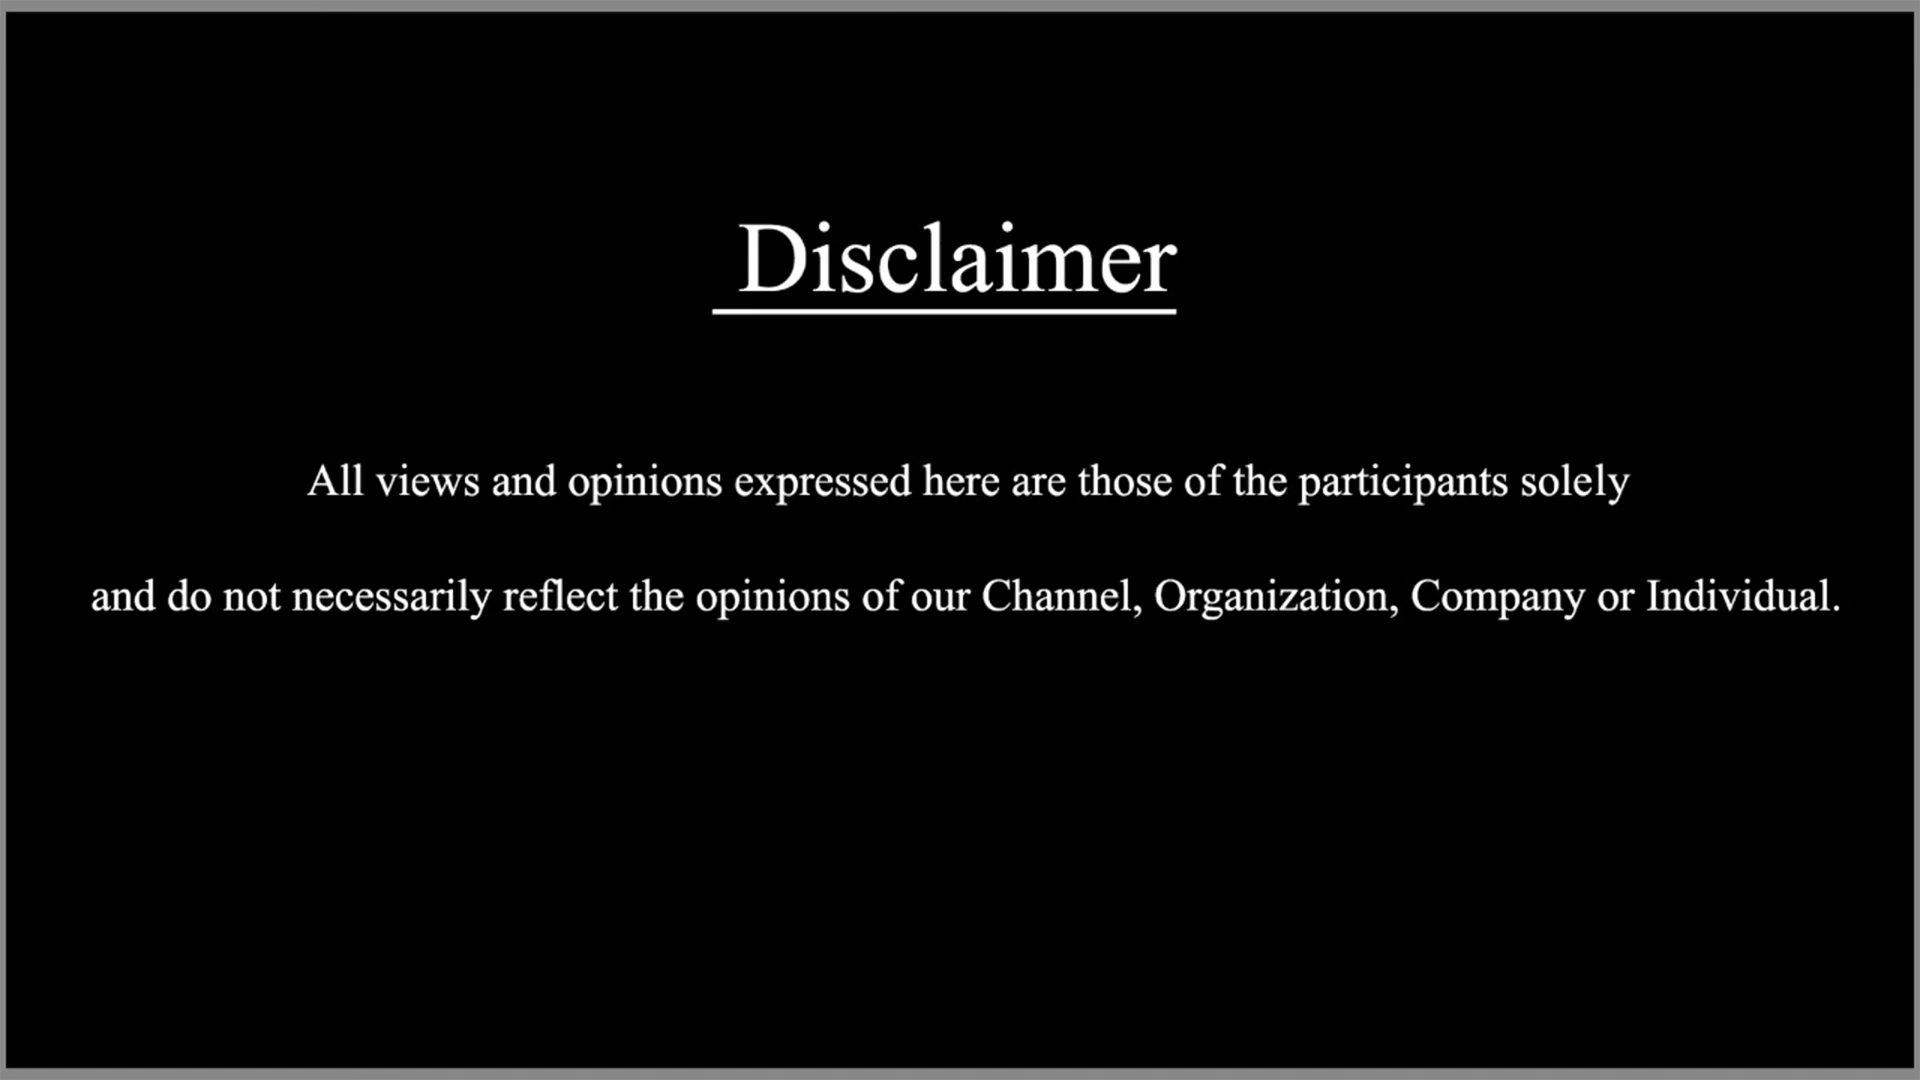 Disclaimer
All views and opinions expressed here are those of the participants solely
and do not necessarily reflect the opinions of our Channel, Organization, Company or Individual.